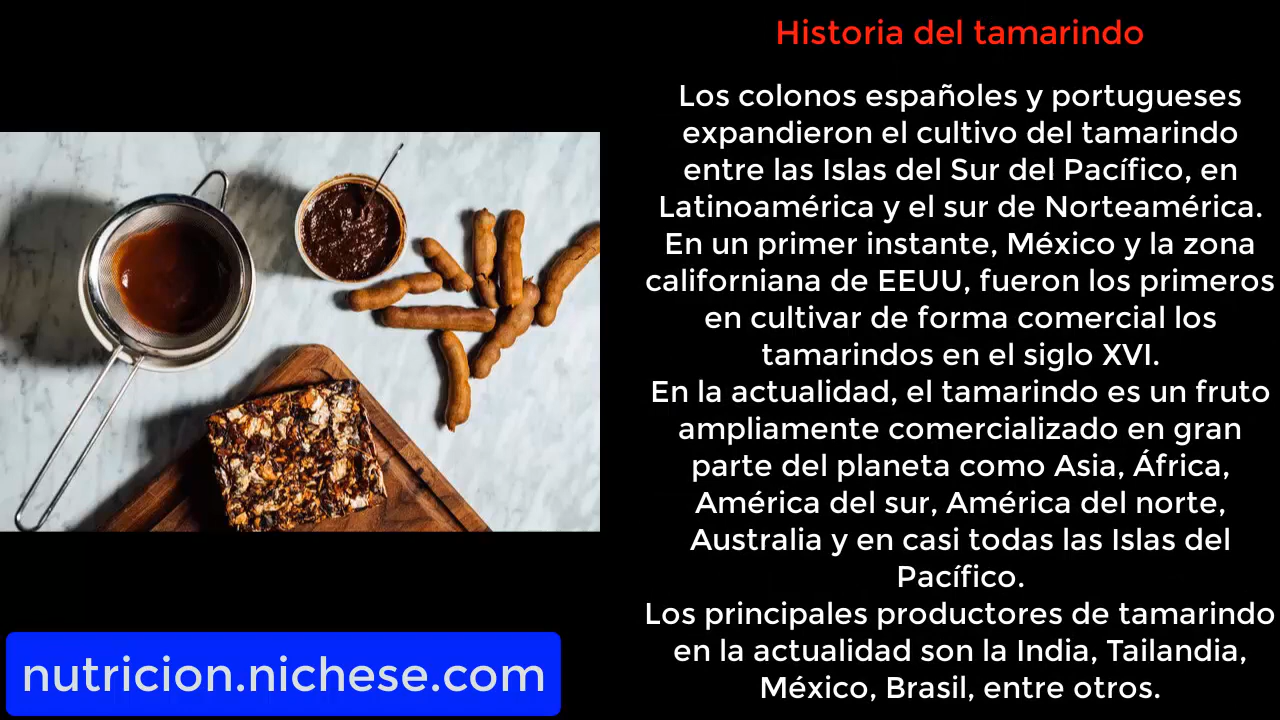 Historia del tamarindo
Los colonos españoles y portugueses
expandieron el cultivo del tamarindo
entre las Islas del Sur del Pacífico, en
Latinoamérica y el sur de Norteamérica.
En un primer instante, México y la zona
californiana de EEUU, fueron los primeros
en cultivar de forma comercial los
tamarindos en el siglo XVI.
En la actualidad, el tamarindo es un fruto
ampliamente comercializado en gran
parte del planeta como Asia, África,
América del sur, América del norte,
Australia y en casi todas las Islas del
Pacífico.
Los principales productores de tamarindo
en la actualidad son la India, Tailandia,
México, Brasil, entre otros.
nutricion.nichese.com